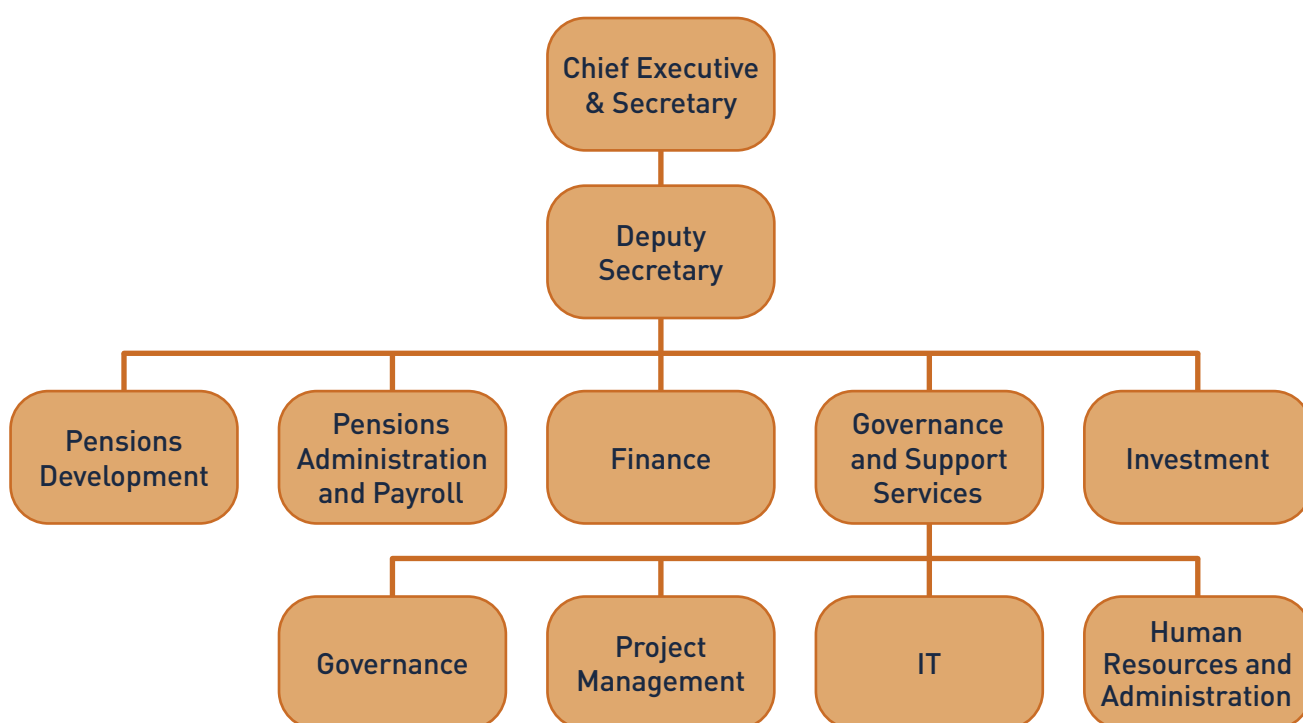 Chief Executive
& Secretary
Deputy
Secretary
Pensions
Development
Pensions
Administration
and Payroll
Finance
Governance
and Support
Services
Investment
Governance
Project
Management
IT
Human
Resources and
Administration